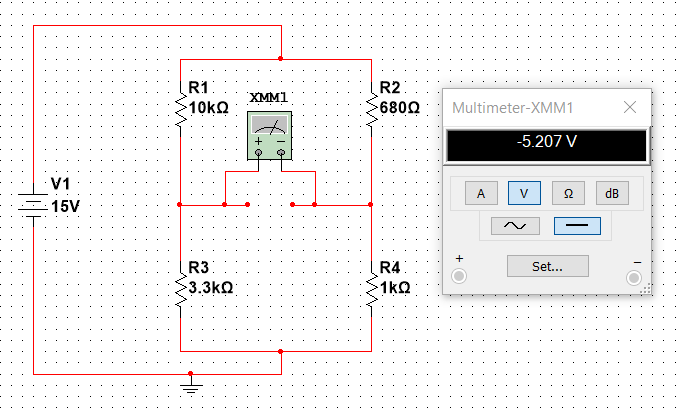 R1
10kΩ
XMM1
+ −
R2
680Ω
V1
15V
R3
3.3kΩ
R4
1kΩ
Multimeter-XMM1
-5.207 V
A V Ω dB
+ −
Set...